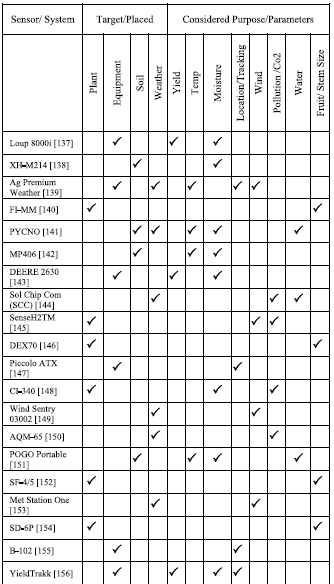 Sensor/ System Target/Placed Considered Purpose/Parameters
Plant Equipment Soil Weather Yield Temp Moisture Location/Tracking Wind Pollution /Co2 Water Fruit/ Stem Size
Loup 8000i [137] ✓ ✓ ✓
XH-M214 [138] ✓ ✓
Ag Premium
Weather [139] ✓ ✓ ✓ ✓ ✓ ✓
FI-MM [140] ✓ ✓
PYCNO [141] ✓ ✓ ✓ ✓ ✓
MP406 [142] ✓ ✓ ✓
DEERE 2630
[143] ✓ ✓ ✓
Sol Chip Com
(SCC) [144] ✓ ✓ ✓
SenseH2TM
[145] ✓ ✓ ✓
DEX70 [146] ✓ ✓
Piccolo ATX
[147] ✓ ✓
CI-340 [148] ✓ ✓ ✓
Wind Sentry
03002 [149] ✓ ✓
AQM-65 [150] ✓ ✓
POGO Portable
[151] ✓ ✓ ✓ ✓
SF-4/5 [152] ✓ ✓
Met Station One
[153] ✓ ✓
SD-6P [154] ✓ ✓
B-102 [155] ✓ ✓
YieldTrakk [156] ✓ ✓ ✓ ✓